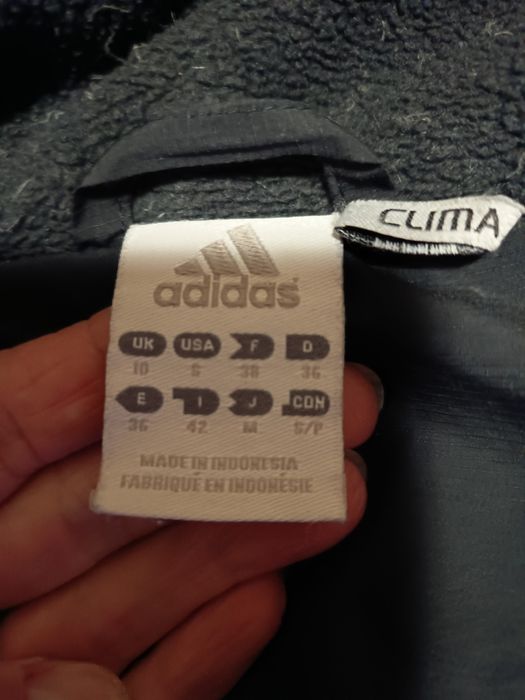 CLIMA
adidas
UK USA F D
10 S 38 36
E I J CDN
36 42 M S/P
MADE IN INDONESIA
FABRIQUÉ EN INDONÉSIE